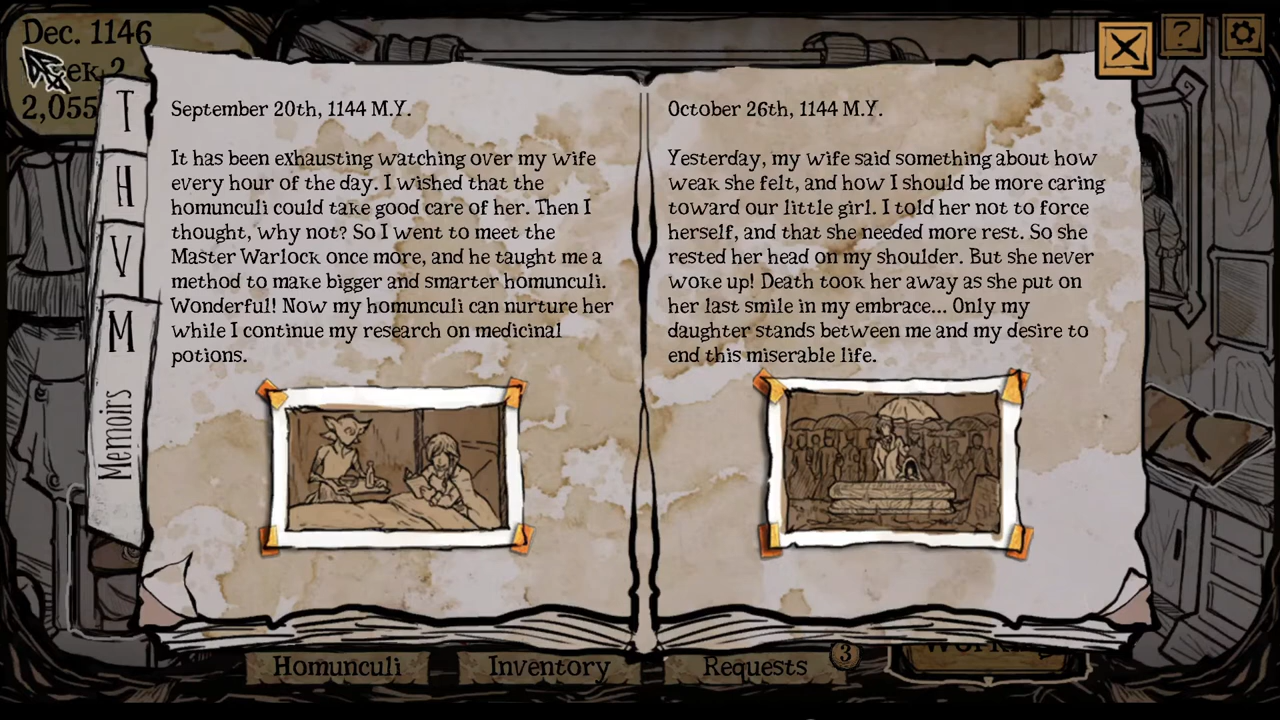 Dec. 1146
2,055
T
H
V
M
Memoirs
?
September 20th, 1144 M.Y.
It has been exhausting watching over my wife
every hour of the day. I wished that the
homunculi could take good care of her. Then I
thought, why not? So I went to meet the
Master Warlock once more, and he taught me a
method to make bigger and smarter homunculi.
Wonderful! Now my homunculi can nurture her
while I continue my research on medicinal
potions.
October 26th, 1144 M.Y.
Yesterday, my wife said something about how
weak she felt, and how I should be more caring
toward our little girl. I told her not to force
herself, and that she needed more rest. So she
rested her head on my shoulder. But she never
woke up! Death took her away as she put on
her last smile in my embrace... Only my
daughter stands between me and my desire to
end this miserable life.
Homunculi
Inventory
Requests
3